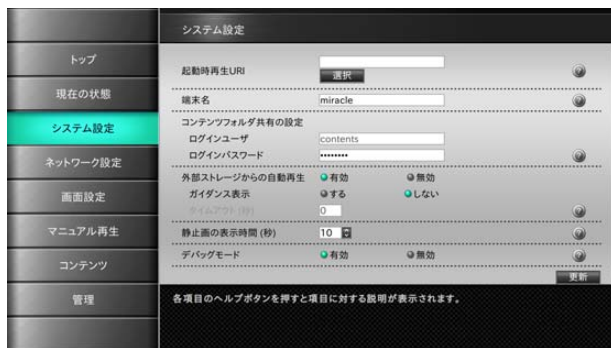 システム設定
トップ
現在の状態
システム設定
ネットワーク設定
画面設定
マニュアル再生
コンテンツ
管理
起動時再生URI
選択
端末名 miracle
コンテンツフォルダ共有の設定
ログインユーザ contents
ログインパスワード ••••••••
外部ストレージからの自動再生 有効 無効
ガイダンス表示 する しない
タイムアウト (秒) 0
静止画の表示時間 (秒) 10
デバッグモード 有効 無効
更新
各項目のヘルプボタンを押すと項目に対する説明が表示されます。